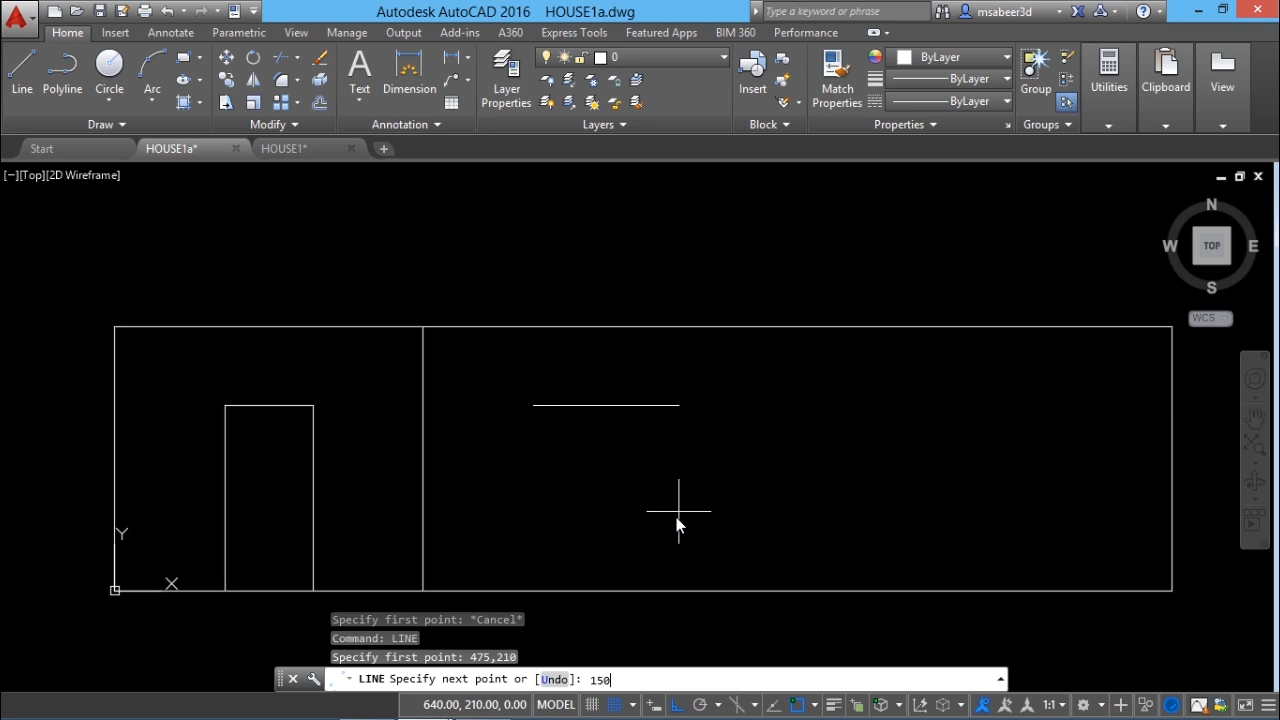 Autodesk AutoCAD 2016 HOUSE1a.dwg
Type a keyword or phrase
msabeer3d
Home Insert Annotate Parametric View Manage Output Add-ins A360 Express Tools Featured Apps BIM 360 Performance
0
ByLayer
ByLayer
ByLayer
Line Polyline Circle Arc Text Dimension Layer Properties Insert Match Properties Group Utilities Clipboard View
Draw Modify Annotation Layers Block Properties Groups
Start HOUSE1a* HOUSE1*
[−][Top][2D Wireframe]
N
W TOP E
S
WCS
Y
X
Specify first point: *Cancel*
Command: LINE
Specify first point: 475,210
LINE Specify next point or [Undo]: 150
640.00, 210.00, 0.00 MODEL 1:1